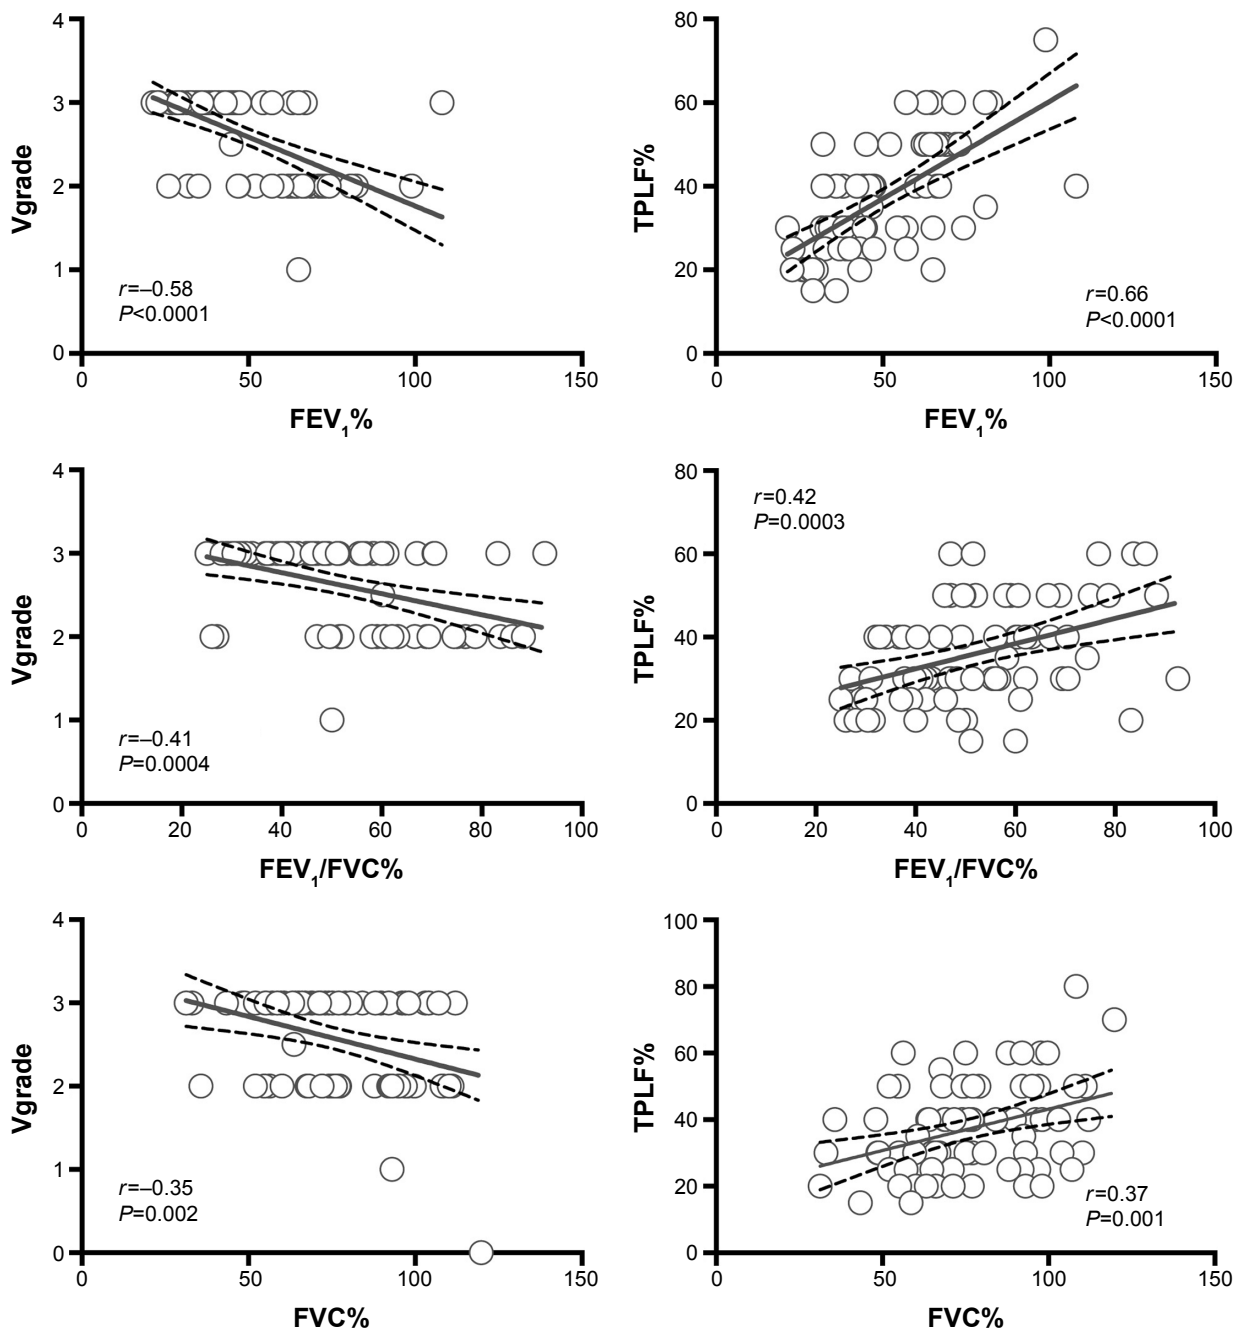 4
3
2
1
0
Vgrade
r=–0.58
P<0.0001
0 50 100 150
FEV1%
80
60
40
20
0
TPLF%
r=0.66
P<0.0001
0 50 100 150
FEV1%
4
3
2
1
0
Vgrade
r=–0.41
P=0.0004
0 20 40 60 80 100
FEV1/FVC%
80
60
40
20
0
TPLF%
r=0.42
P=0.0003
0 20 40 60 80 100
FEV1/FVC%
4
3
2
1
0
Vgrade
r=–0.35
P=0.002
0 50 100 150
FVC%
100
80
60
40
20
0
TPLF%
r=0.37
P=0.001
0 50 100 150
FVC%